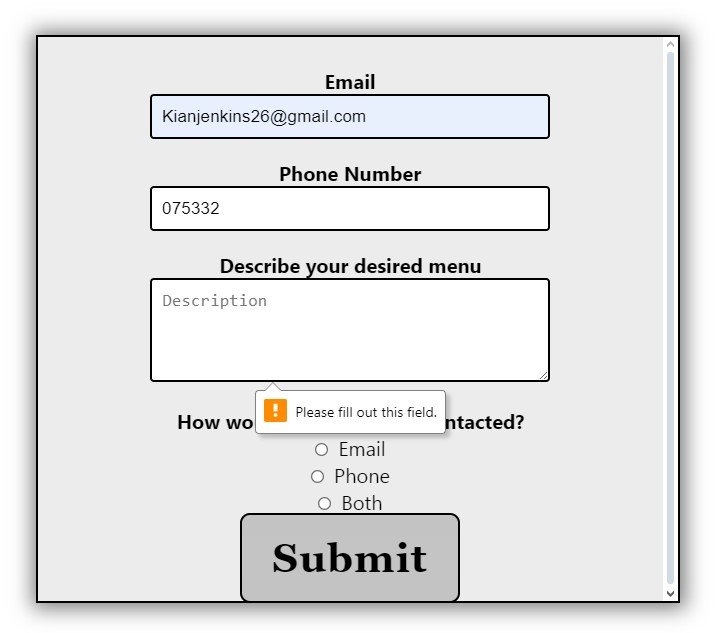 Email
Kianjenkins26@gmail.com
Phone Number
075332
Describe your desired menu
Description
Please fill out this field.
How wo ntacted?
Email
Phone
Both
Submit